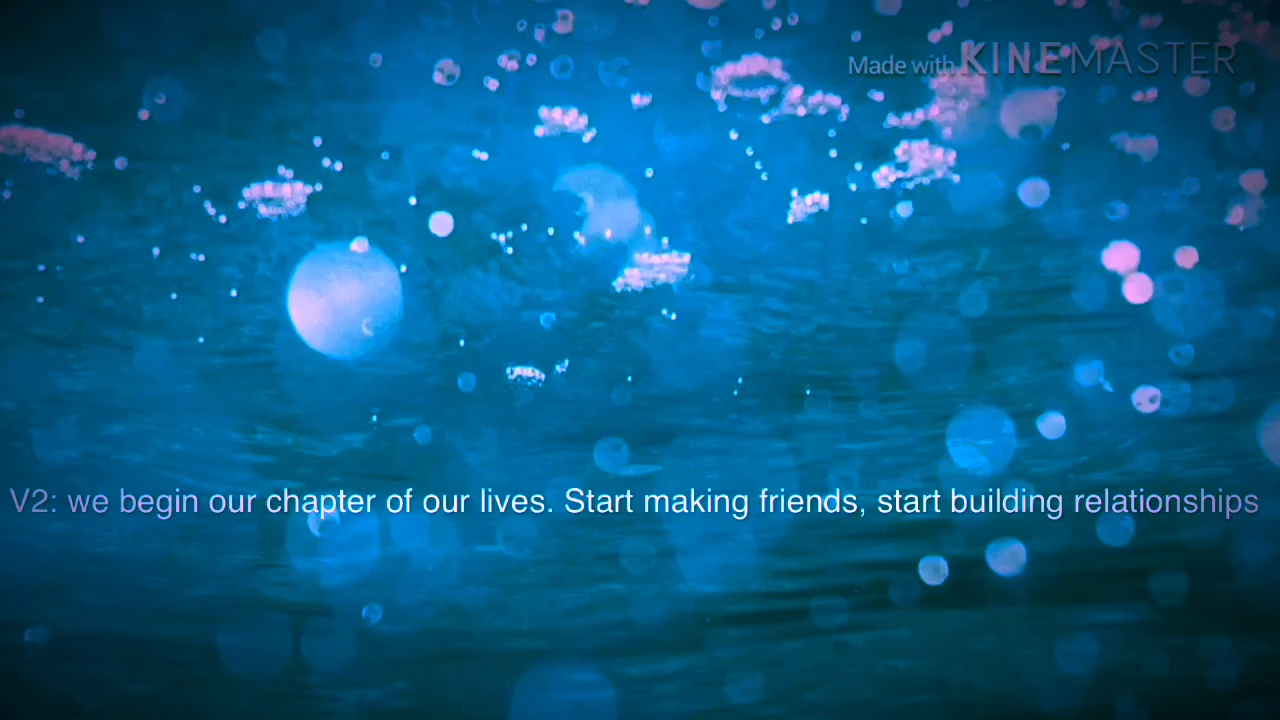 Made with KINEMASTER
V2: we begin our chapter of our lives. Start making friends, start building relationships